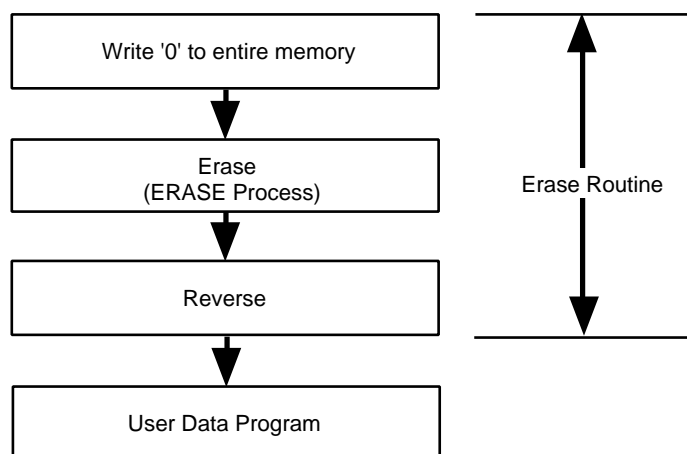 Write '0' to entire memory
Erase
(ERASE Process)
Erase Routine
Reverse
User Data Program